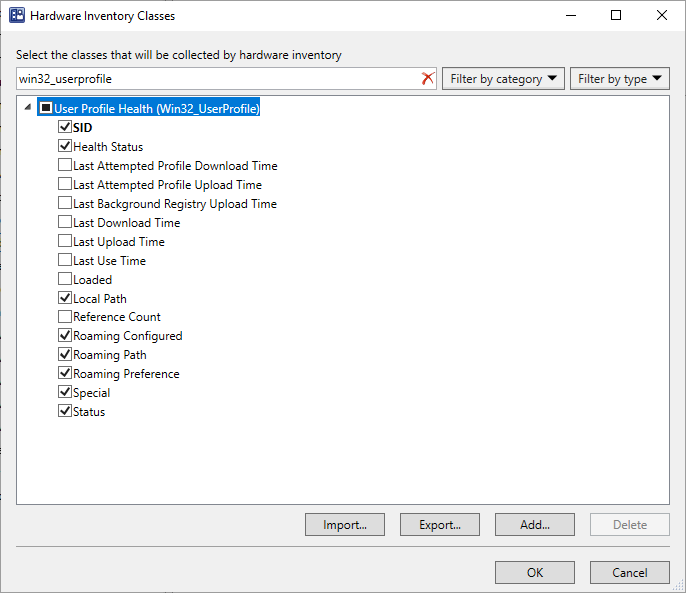 Hardware Inventory Classes
Select the classes that will be collected by hardware inventory
win32_userprofile
Filter by category
Filter by type
User Profile Health (Win32_UserProfile)
SID
Health Status
Last Attempted Profile Download Time
Last Attempted Profile Upload Time
Last Background Registry Upload Time
Last Download Time
Last Upload Time
Last Use Time
Loaded
Local Path
Reference Count
Roaming Configured
Roaming Path
Roaming Preference
Special
Status
Import...
Export...
Add...
Delete
OK
Cancel